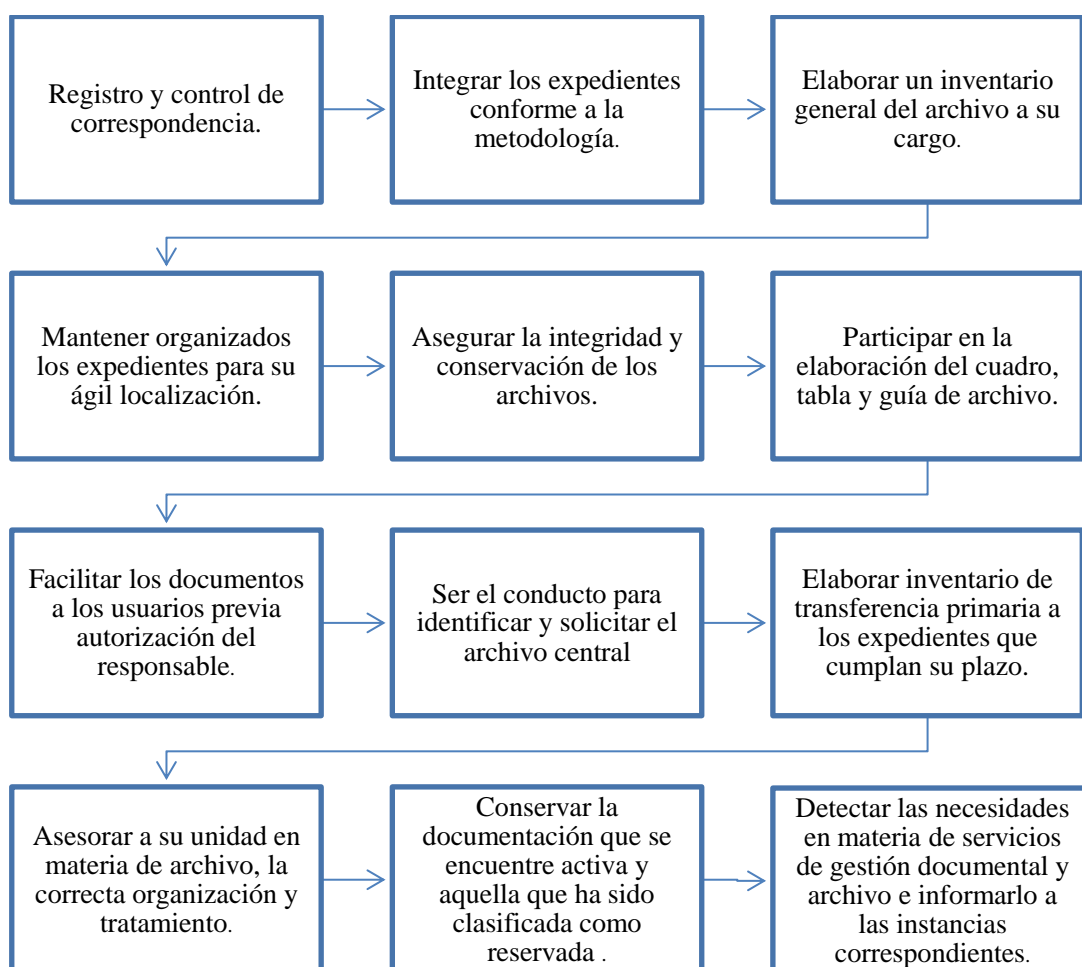 Registro y control de
correspondencia.
Integrar los expedientes
conforme a la
metodología.
Elaborar un inventario
general del archivo a su
cargo.
Mantener organizados
los expedientes para su
ágil localización.
Asegurar la integridad y
conservación de los
archivos.
Participar en la
elaboración del cuadro,
tabla y guía de archivo.
Facilitar los documentos
a los usuarios previa
autorización del
responsable.
Ser el conducto para
identificar y solicitar el
archivo central
Elaborar inventario de
transferencia primaria a
los expedientes que
cumplan su plazo.
Asesorar a su unidad en
materia de archivo, la
correcta organización y
tratamiento.
Conservar la
documentación que se
encuentre activa y
aquella que ha sido
clasificada como
reservada .
Detectar las necesidades
en materia de servicios
de gestión documental y
archivo e informarlo a
las instancias
correspondientes.